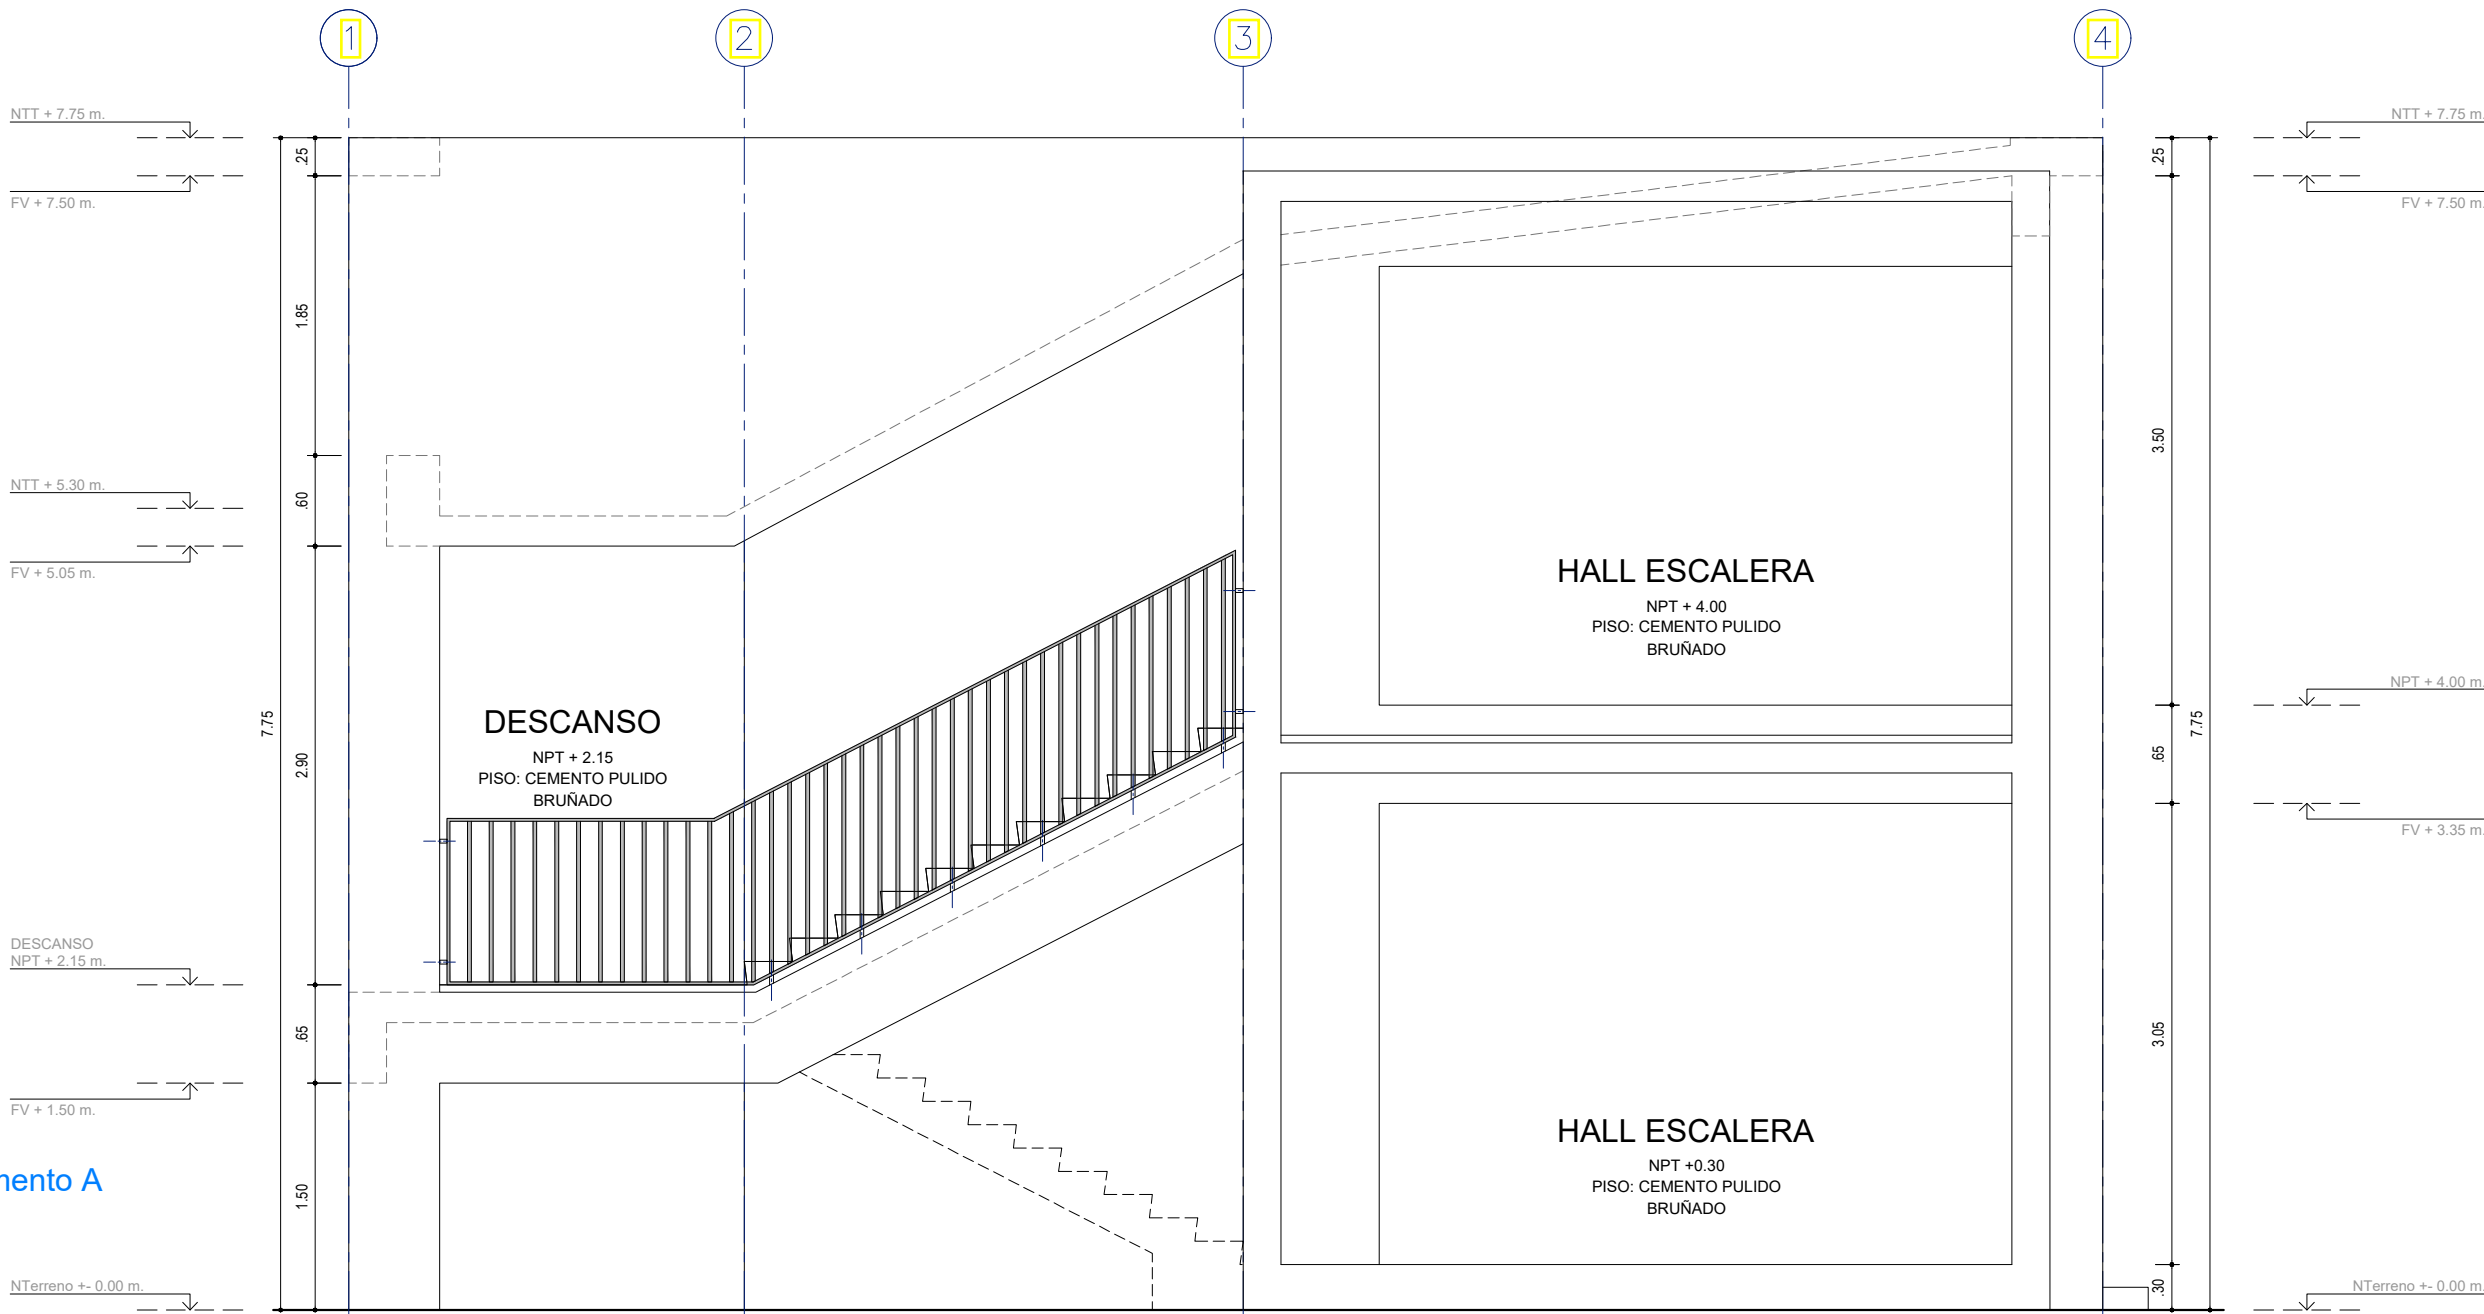 1
2
3
4
NTT + 7.75 m.
FV + 7.50 m.
NTT + 5.30 m.
FV + 5.05 m.
DESCANSO
NPT + 2.15 m.
FV + 1.50 m.
mento A
NTerreno +- 0.00 m.
7.75
.25
1.85
.60
2.90
.65
1.50
DESCANSO
NPT + 2.15
PISO: CEMENTO PULIDO
BRUÑADO
HALL ESCALERA
NPT + 4.00
PISO: CEMENTO PULIDO
BRUÑADO
HALL ESCALERA
NPT +0.30
PISO: CEMENTO PULIDO
BRUÑADO
.25
3.50
.65
3.05
.30
7.75
NTT + 7.75 m.
FV + 7.50 m.
NPT + 4.00 m.
FV + 3.35 m.
NTerreno +- 0.00 m.